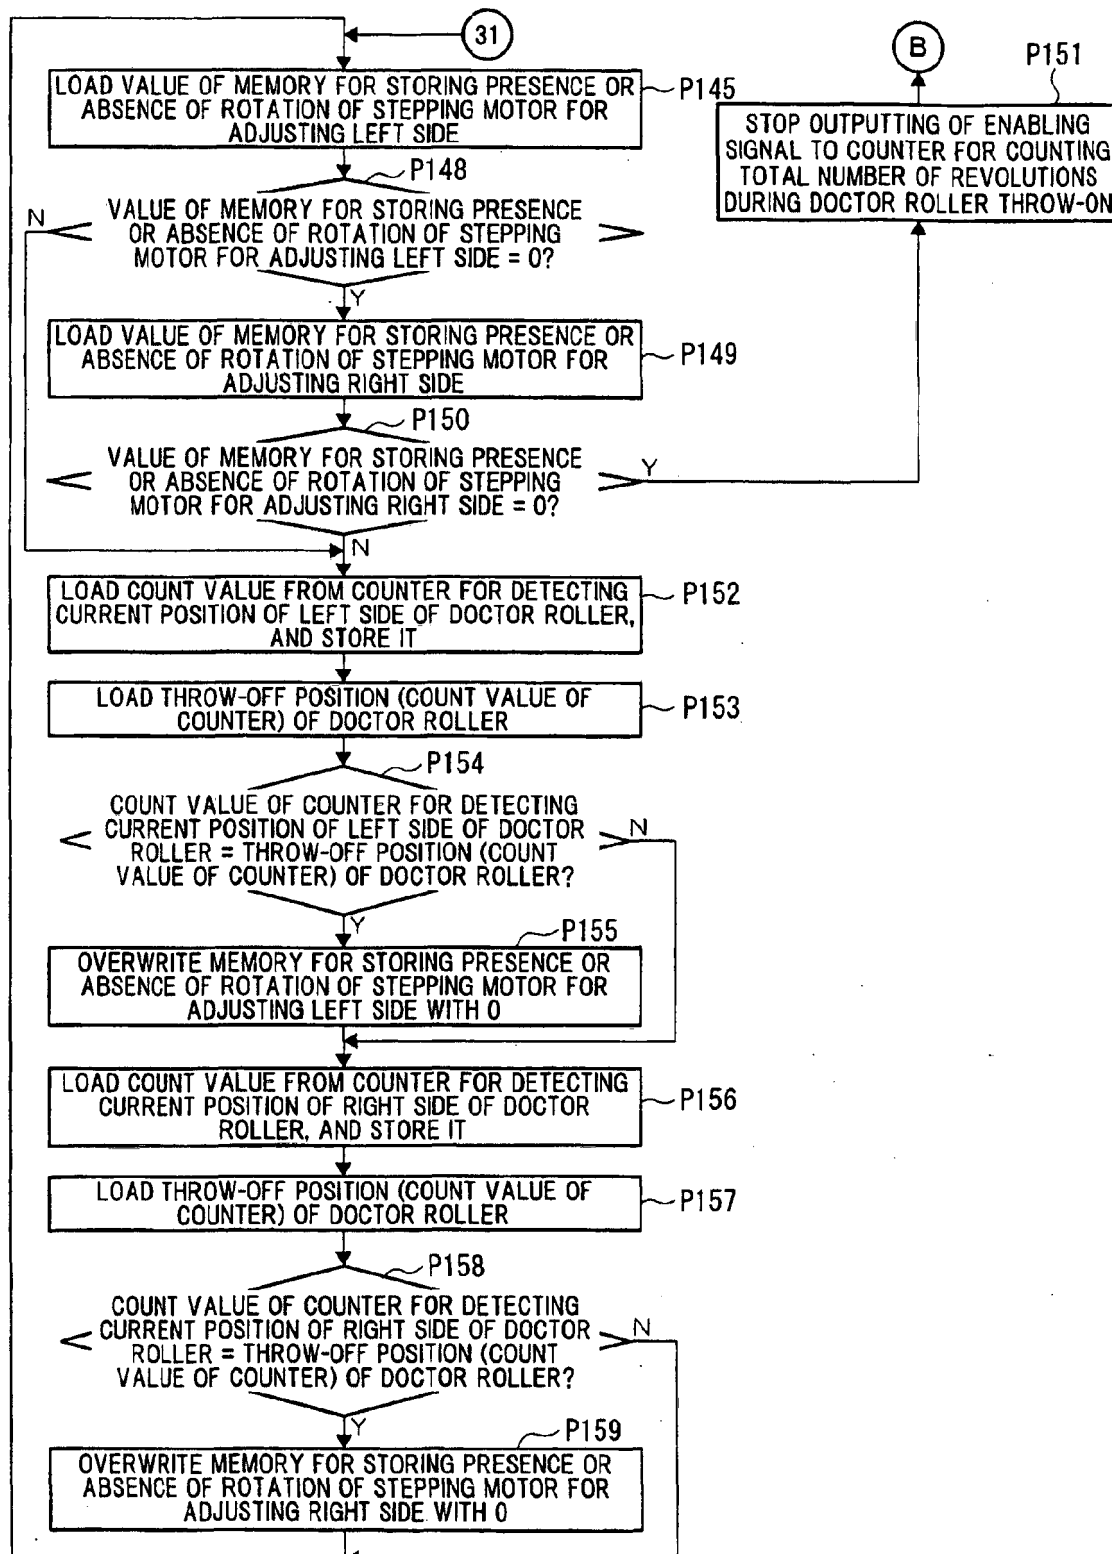 31
LOAD VALUE OF MEMORY FOR STORING PRESENCE OR
ABSENCE OF ROTATION OF STEPPING MOTOR FOR
ADJUSTING LEFT SIDE
P145
P148
VALUE OF MEMORY FOR STORING PRESENCE
OR ABSENCE OF ROTATION OF STEPPING
MOTOR FOR ADJUSTING LEFT SIDE = 0?
N
Y
LOAD VALUE OF MEMORY FOR STORING PRESENCE OR
ABSENCE OF ROTATION OF STEPPING MOTOR FOR
ADJUSTING RIGHT SIDE
P149
P150
VALUE OF MEMORY FOR STORING PRESENCE
OR ABSENCE OF ROTATION OF STEPPING
MOTOR FOR ADJUSTING RIGHT SIDE = 0?
Y
N
B
P151
STOP OUTPUTTING OF ENABLING
SIGNAL TO COUNTER FOR COUNTING
TOTAL NUMBER OF REVOLUTIONS
DURING DOCTOR ROLLER THROW-ON
LOAD COUNT VALUE FROM COUNTER FOR DETECTING
CURRENT POSITION OF LEFT SIDE OF DOCTOR ROLLER,
AND STORE IT
P152
LOAD THROW-OFF POSITION (COUNT VALUE OF
COUNTER) OF DOCTOR ROLLER
P153
P154
COUNT VALUE OF COUNTER FOR DETECTING
CURRENT POSITION OF LEFT SIDE OF DOCTOR
ROLLER = THROW-OFF POSITION (COUNT
VALUE OF COUNTER) OF DOCTOR ROLLER?
N
Y
P155
OVERWRITE MEMORY FOR STORING PRESENCE OR
ABSENCE OF ROTATION OF STEPPING MOTOR FOR
ADJUSTING LEFT SIDE WITH 0
LOAD COUNT VALUE FROM COUNTER FOR DETECTING
CURRENT POSITION OF RIGHT SIDE OF DOCTOR
ROLLER, AND STORE IT
P156
LOAD THROW-OFF POSITION (COUNT VALUE OF
COUNTER) OF DOCTOR ROLLER
P157
P158
COUNT VALUE OF COUNTER FOR DETECTING
CURRENT POSITION OF RIGHT SIDE OF DOCTOR
ROLLER = THROW-OFF POSITION (COUNT
VALUE OF COUNTER) OF DOCTOR ROLLER?
N
Y
P159
OVERWRITE MEMORY FOR STORING PRESENCE OR
ABSENCE OF ROTATION OF STEPPING MOTOR FOR
ADJUSTING RIGHT SIDE WITH 0